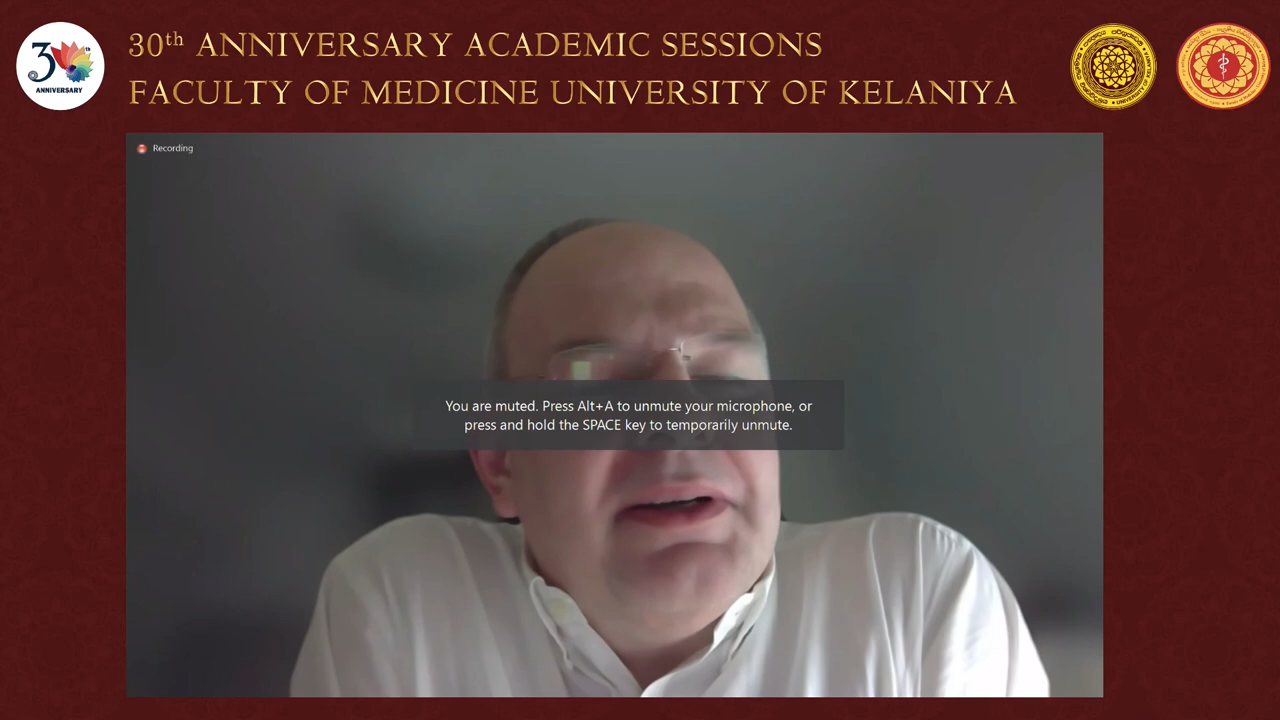 30th ANNIVERSARY ACADEMIC SESSIONS
FACULTY OF MEDICINE UNIVERSITY OF KELANIYA
30th
ANNIVERSARY
Recording
You are muted. Press Alt+A to unmute your microphone, or
press and hold the SPACE key to temporarily unmute.